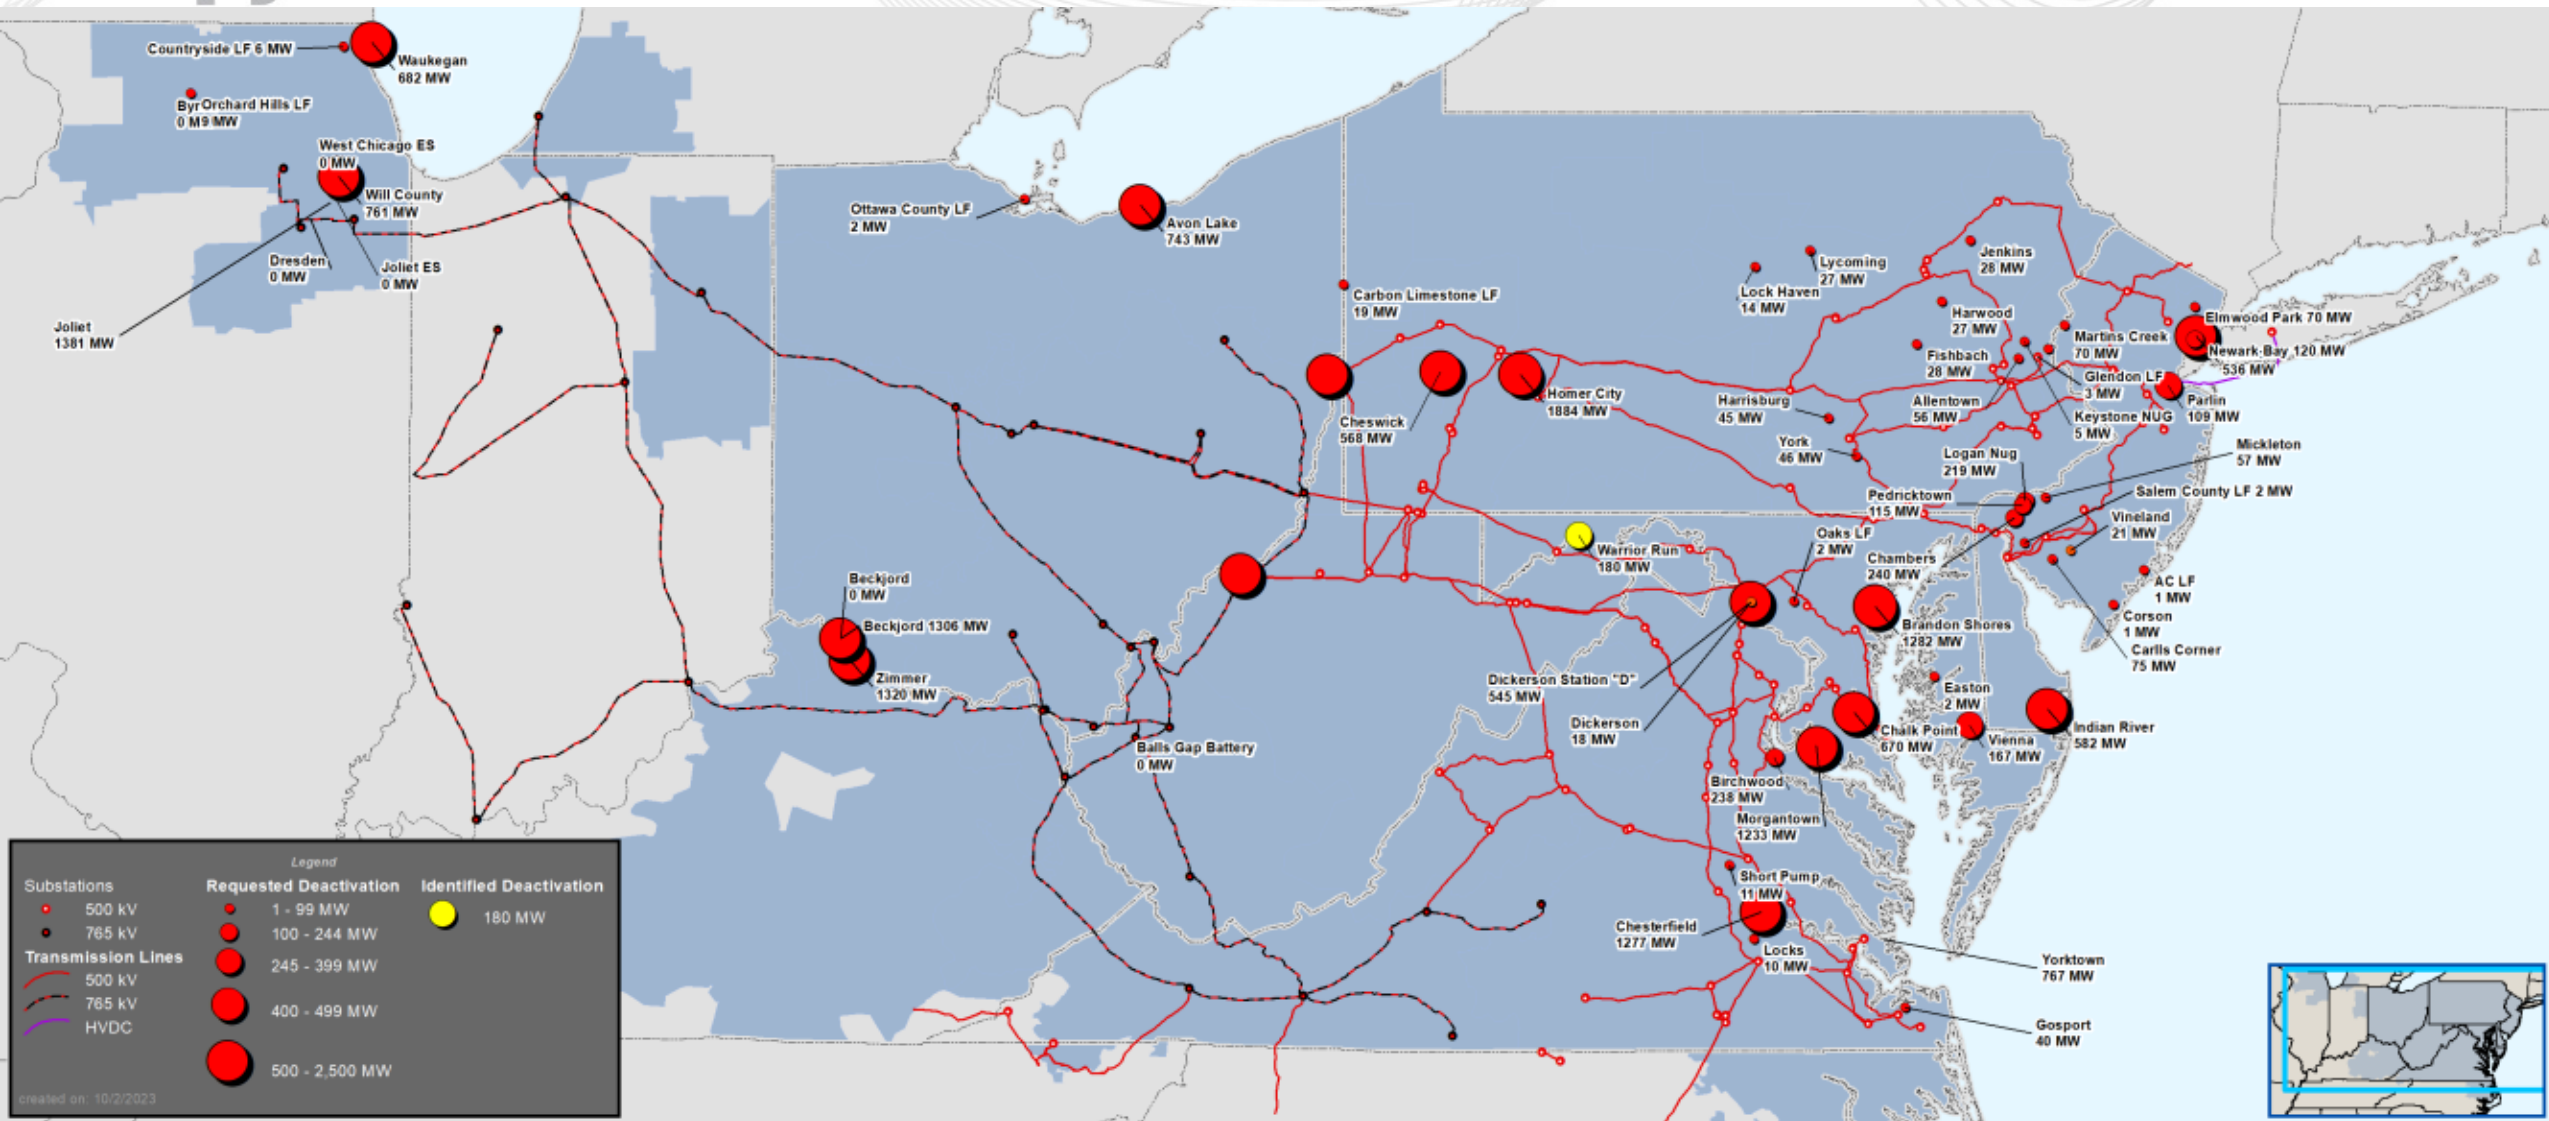 Countryside LF 6 MW
Waukegan
682 MW
Byr Orchard Hills LF
0 M 9 MW
West Chicago ES
0 MW
Will County
761 MW
Dresden
0 MW
Joliet ES
0 MW
Joliet
1381 MW
Ottawa County LF
2 MW
Avon Lake
743 MW
Carbon Limestone LF
19 MW
Lycoming
27 MW
Lock Haven
14 MW
Jenkins
28 MW
Harwood
27 MW
Fishbach
28 MW
Martins Creek
70 MW
Elmwood Park 70 MW
Newark Bay 120 MW
536 MW
Glendon LF
3 MW
Parlin
109 MW
Allentown
56 MW
Keystone NUG
5 MW
Homer City
1884 MW
Cheswick
568 MW
Harrisburg
45 MW
York
46 MW
Logan Nug
219 MW
Mickleton
57 MW
Pedricktown
115 MW
Salem County LF 2 MW
Vineland
21 MW
Oaks LF
2 MW
Chambers
240 MW
Warrior Run
180 MW
AC LF
1 MW
Corson
1 MW
Carlls Corner
75 MW
Beckjord
0 MW
Beckjord 1306 MW
Zimmer
1320 MW
Brandon Shores
1282 MW
Dickerson Station "D"
545 MW
Dickerson
18 MW
Easton
2 MW
Chalk Point
670 MW
Vienna
167 MW
Indian River
582 MW
Balls Gap Battery
0 MW
Birchwood
238 MW
Morgantown
1233 MW
Short Pump
11 MW
Chesterfield
1277 MW
Locks
10 MW
Yorktown
767 MW
Gosport
40 MW
Legend
Substations
500 kV
765 kV
Transmission Lines
500 kV
765 kV
HVDC
Requested Deactivation
1 - 99 MW
100 - 244 MW
245 - 399 MW
400 - 499 MW
500 - 2,500 MW
Identified Deactivation
180 MW
created on: 10/2/2023